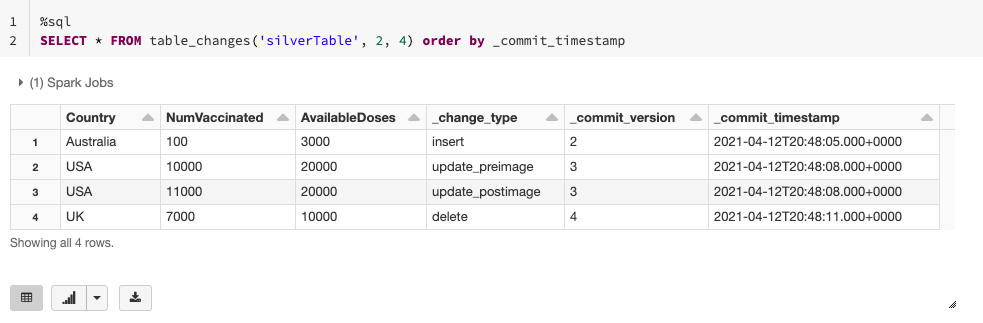 1 %sql
2 SELECT * FROM table_changes('silverTable', 2, 4) order by _commit_timestamp
(1) Spark Jobs
Country NumVaccinated AvailableDoses _change_type _commit_version _commit_timestamp
1 Australia 100 3000 insert 2 2021-04-12T20:48:05.000+0000
2 USA 10000 20000 update_preimage 3 2021-04-12T20:48:08.000+0000
3 USA 11000 20000 update_postimage 3 2021-04-12T20:48:08.000+0000
4 UK 7000 10000 delete 4 2021-04-12T20:48:11.000+0000
Showing all 4 rows.